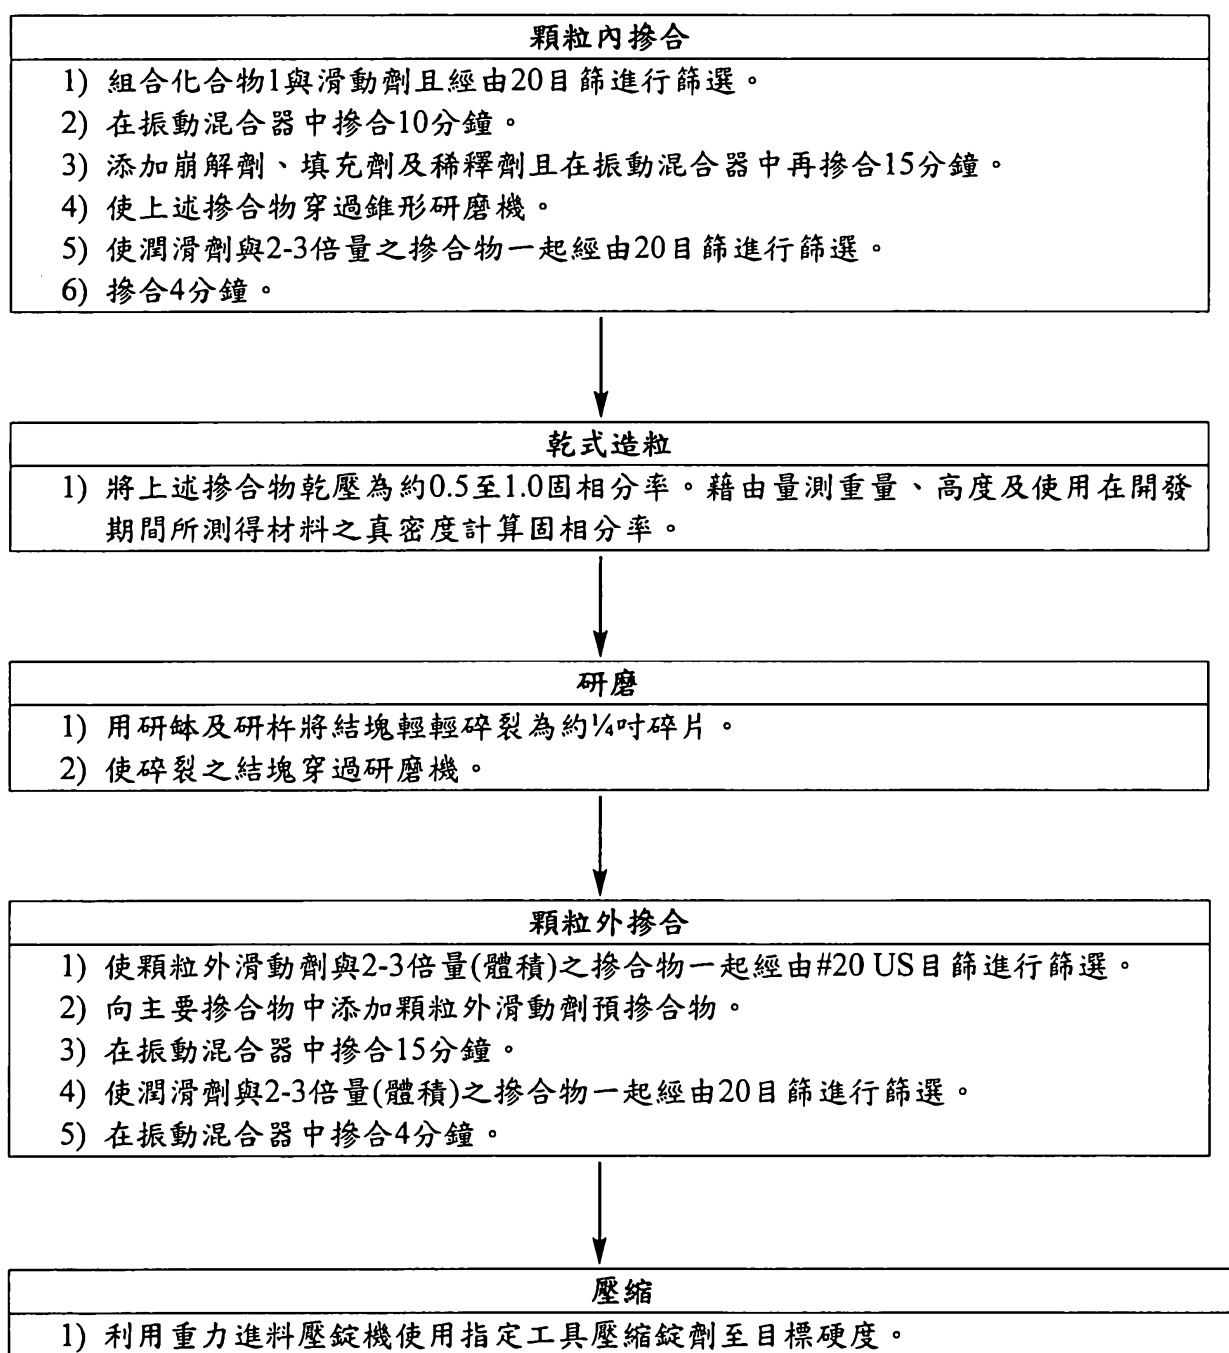 顆粒內摻合
1) 組合化合物1與滑動劑且經由20目篩進行篩選。
2) 在振動混合器中摻合10分鐘。
3) 添加崩解劑、填充劑及稀釋劑且在振動混合器中再摻合15分鐘。
4) 使上述摻合物穿過錐形研磨機。
5) 使潤滑劑與2-3倍量之摻合物一起經由20目篩進行篩選。
6) 摻合4分鐘。
乾式造粒
1) 將上述摻合物乾壓為約0.5至1.0固相分率。藉由量測重量、高度及使用在開發
期間所測得材料之真密度計算固相分率。
研磨
1) 用研缽及研杵將結塊輕輕碎裂為約¼吋碎片。
2) 使碎裂之結塊穿過研磨機。
顆粒外摻合
1) 使顆粒外滑動劑與2-3倍量(體積)之摻合物一起經由#20 US目篩進行篩選。
2) 向主要摻合物中添加顆粒外滑動劑預摻合物。
3) 在振動混合器中摻合15分鐘。
4) 使潤滑劑與2-3倍量(體積)之摻合物一起經由20目篩進行篩選。
5) 在振動混合器中摻合4分鐘。
壓縮
1) 利用重力進料壓錠機使用指定工具壓縮錠劑至目標硬度。